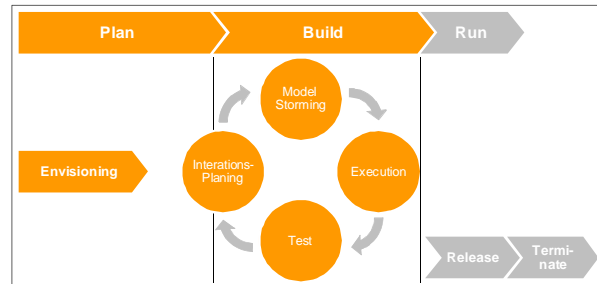 Plan
Build
Run
Model
Storming
Envisioning
Interations-
Planing
Execution
Test
Release
Termi-
nate